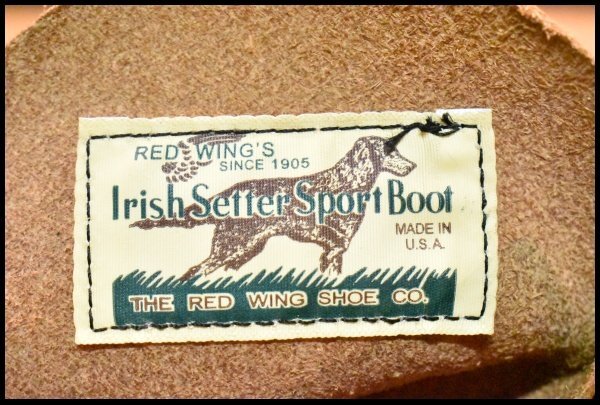 RED WING'S
SINCE 1905
Irish Setter Sport Boot
MADE IN
U.S.A.
THE RED WING SHOE CO.